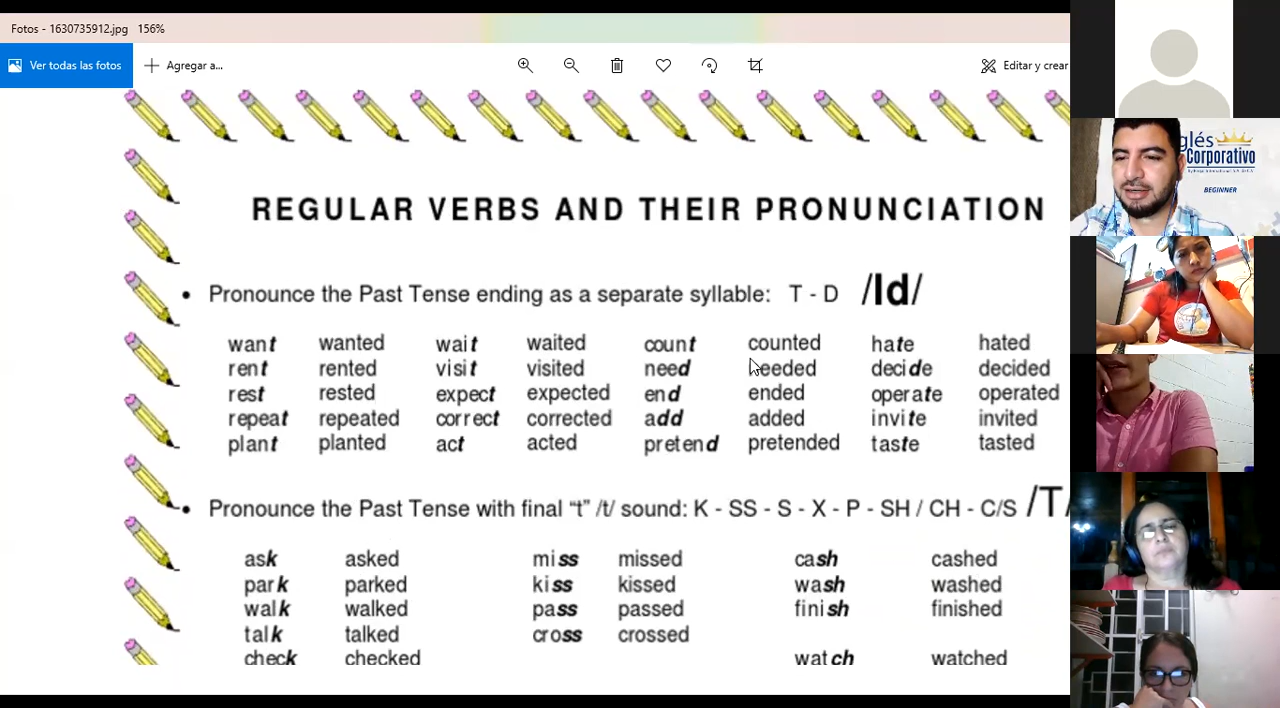 Fotos - 1630735912.jpg 156%
Ver todas las fotos Agregar a... Editar y crear
glés
Corporativo
BEGINNER
REGULAR VERBS AND THEIR PRONUNCIATION
• Pronounce the Past Tense ending as a separate syllable: T - D /Id/
want wanted wait waited count counted hate hated
rent rented visit visited need needed decide decided
rest rested expect expected end ended operate operated
repeat repeated correct corrected add added invite invited
plant planted act acted pretend pretended taste tasted
• Pronounce the Past Tense with final “t” /t/ sound: K - SS - S - X - P - SH / CH - C/S /T/
ask asked miss missed cash cashed
park parked kiss kissed wash washed
walk walked pass passed finish finished
talk talked cross crossed
check checked watch watched